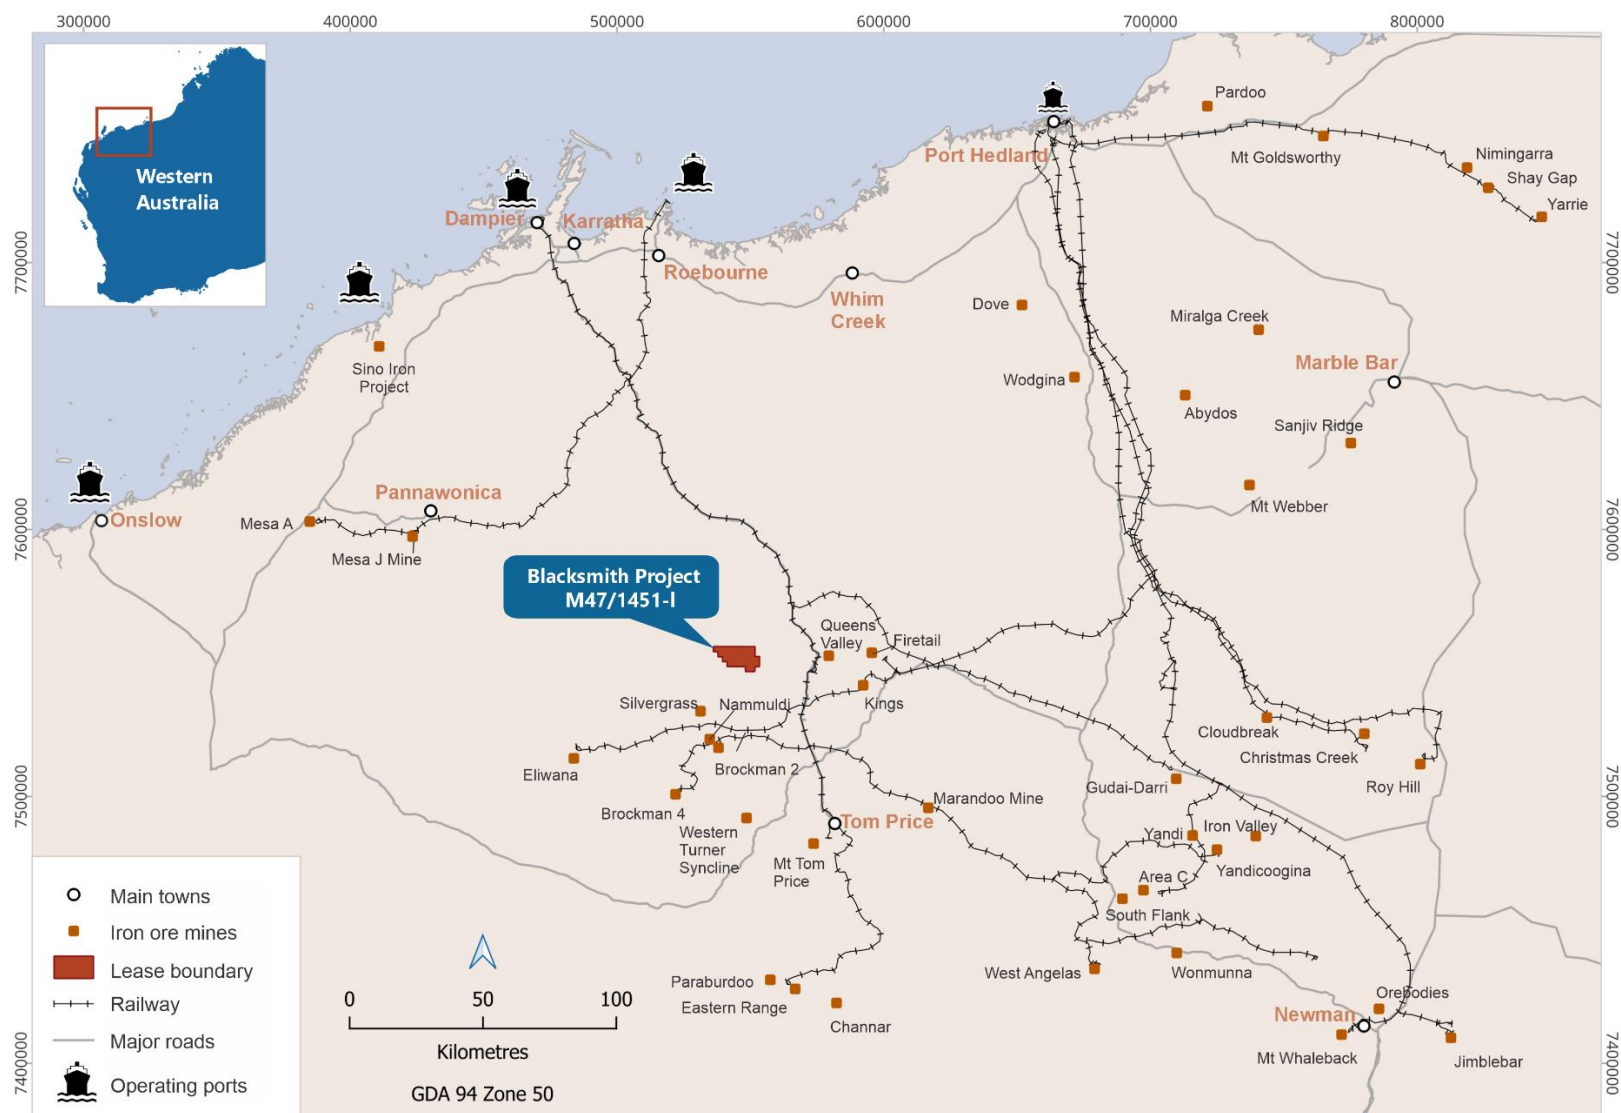 300000
400000
500000
600000
700000
800000
Western
Australia
Pardoo
Port Hedland
Mt Goldsworthy
Nimingarra
Shay Gap
Yarrie
Dampier
Karratha
Roebourne
Whim
Creek
7700000
7700000
Dove
Miralga Creek
Sino Iron
Project
Wodgina
Marble Bar
Abydos
Sanjiv Ridge
Pannawonica
Onslow
Mesa A
Mesa J Mine
Mt Webber
7600000
7600000
Blacksmith Project
M47/1451-I
Queens
Valley
Firetail
Silvergrass
Nammuldi
Kings
Cloudbreak
Christmas Creek
Eliwana
Brockman 2
Gudai-Darri
Roy Hill
7500000
7500000
Brockman 4
Marandoo Mine
Western
Turner
Syncline
Tom Price
Mt Tom
Price
Yandi
Iron Valley
Yandicoogina
Area C
South Flank
Main towns
Iron ore mines
Lease boundary
Railway
Major roads
Operating ports
0
50
100
Kilometres
GDA 94 Zone 50
Paraburdoo
Eastern Range
Channar
West Angelas
Wonmunna
Orebodies
Newman
Mt Whaleback
Jimblebar
7400000
7400000